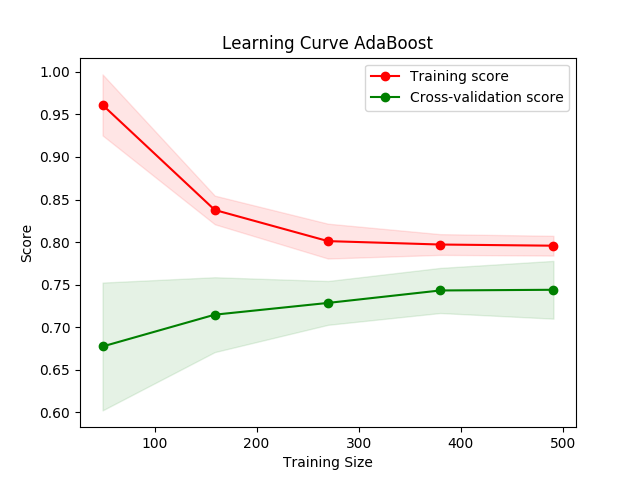 Learning Curve AdaBoost
Training score
Cross-validation score
Score
1.00
0.95
0.90
0.85
0.80
0.75
0.70
0.65
0.60
100
200
300
400
500
Training Size